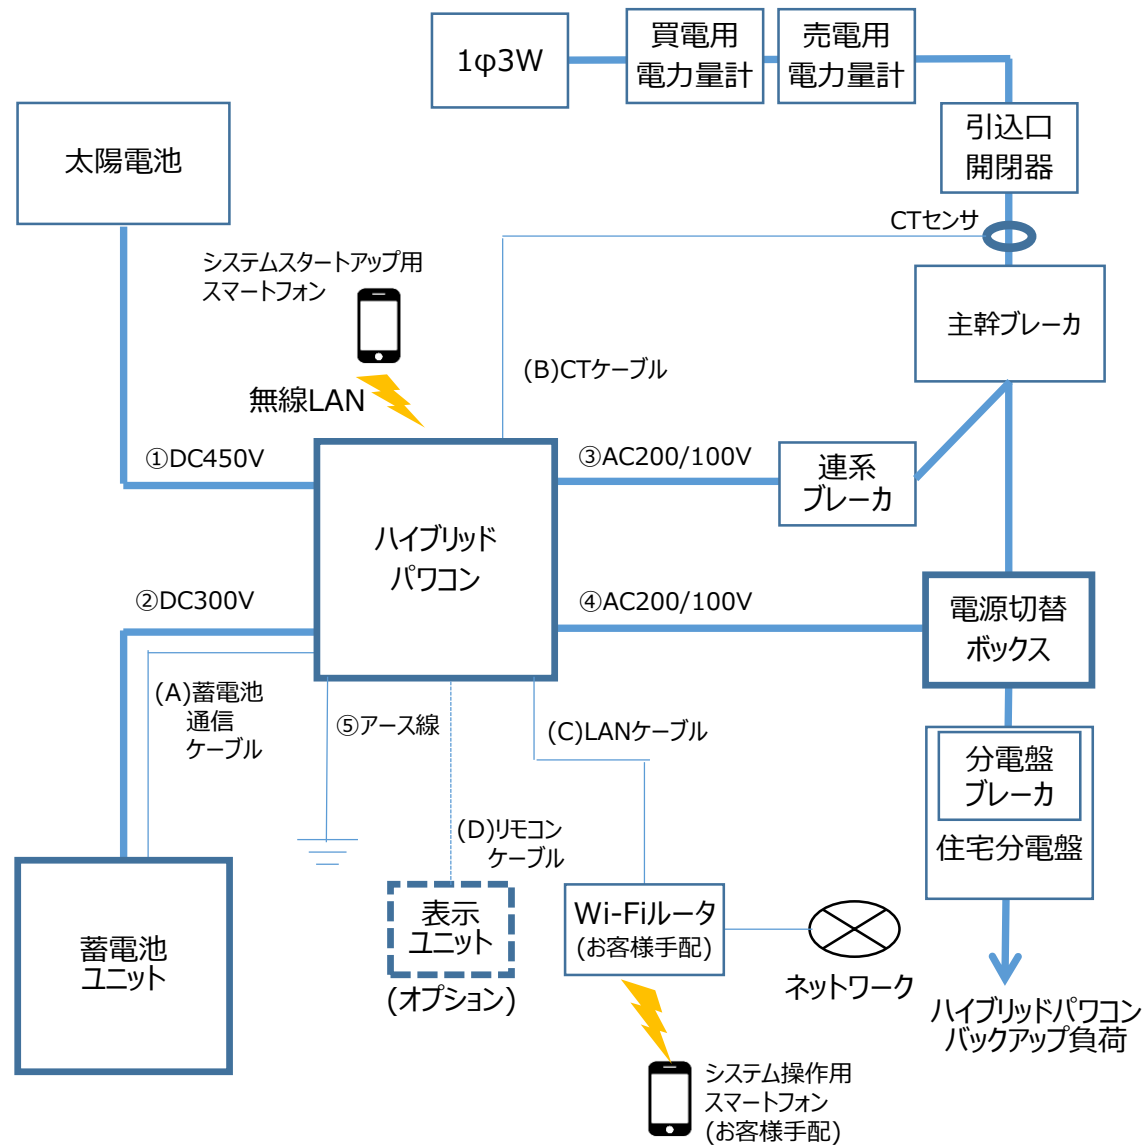 1φ3W
買電用
電力量計
売電用
電力量計
引込口
開閉器
太陽電池
CTセンサ
システムスタートアップ用
スマートフォン
主幹ブレーカ
(B)CTケーブル
無線LAN
①DC450V
③AC200/100V
連系
ブレーカ
ハイブリッド
パワコン
②DC300V
④AC200/100V
電源切替
ボックス
(A)蓄電池
通信
ケーブル
⑤アース線
(C)LANケーブル
分電盤
ブレーカ
住宅分電盤
(D)リモコン
ケーブル
蓄電池
ユニット
表示
ユニット
(オプション)
Wi-Fiルータ
(お客様手配)
ネットワーク
ハイブリッドパワコン
バックアップ負荷
システム操作用
スマートフォン
(お客様手配)